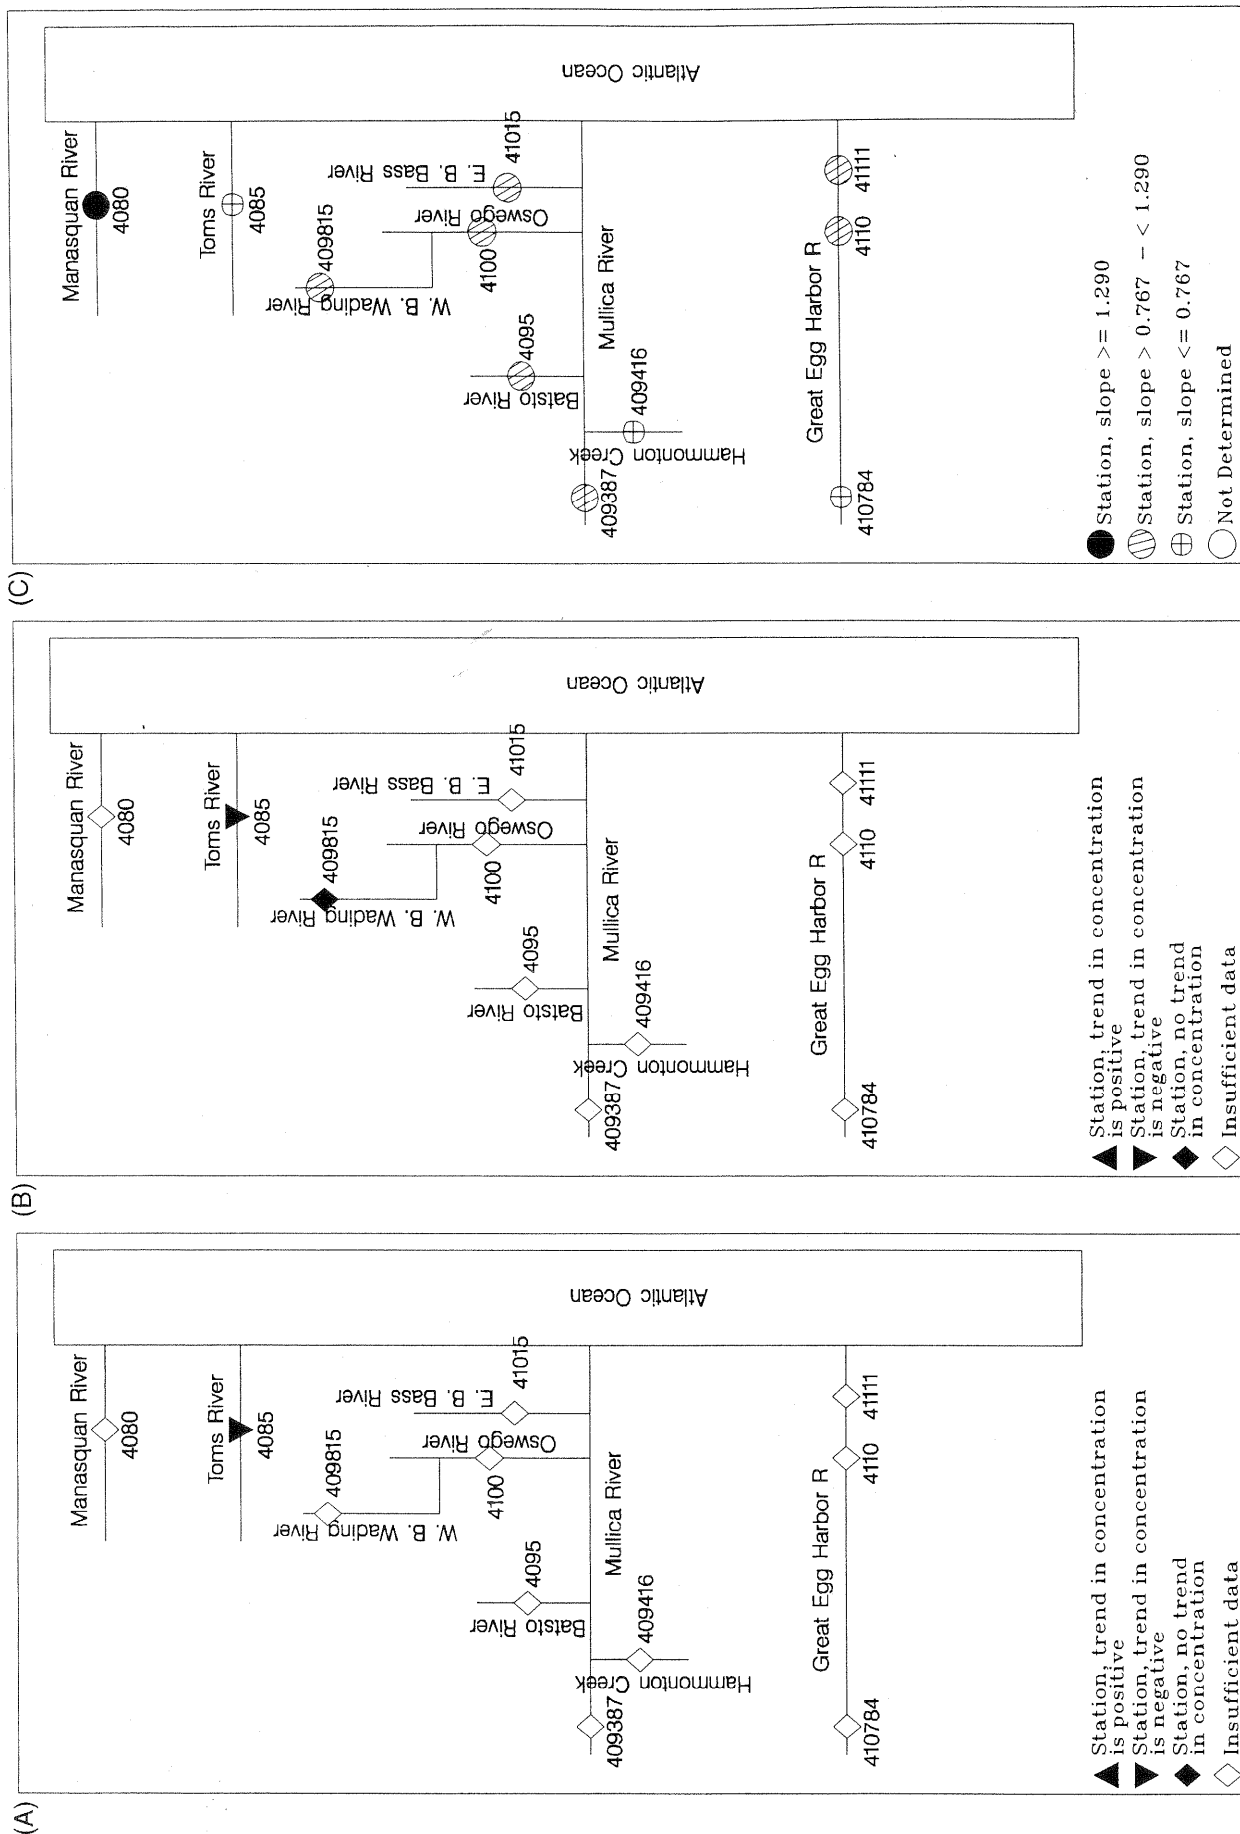 (A)
Manasquan River
4080
Toms River
4085
409815
W. B. Wading River
E. B. Bass River
41015
Oswego River
4100
4095
Batsto River
Mullica River
409387
409416
Hammonton Creek
Great Egg Harbor R
410784
4110
41111
Atlantic Ocean
Station, trend in concentration
is positive
Station, trend in concentration
is negative
Station, no trend
in concentration
Insufficient data
(B)
Manasquan River
4080
Toms River
4085
409815
W. B. Wading River
E. B. Bass River
41015
Oswego River
4100
4095
Batsto River
Mullica River
409387
409416
Hammonton Creek
Great Egg Harbor R
410784
4110
41111
Atlantic Ocean
Station, trend in concentration
is positive
Station, trend in concentration
is negative
Station, no trend
in concentration
Insufficient data
(C)
Manasquan River
4080
Toms River
4085
409815
W. B. Wading River
E. B. Bass River
41015
Oswego River
4100
4095
Batsto River
Mullica River
409387
409416
Hammonton Creek
Great Egg Harbor R
410784
4110
41111
Atlantic Ocean
Station, slope >= 1.290
Station, slope > 0.767 - < 1.290
Station, slope <= 0.767
Not Determined